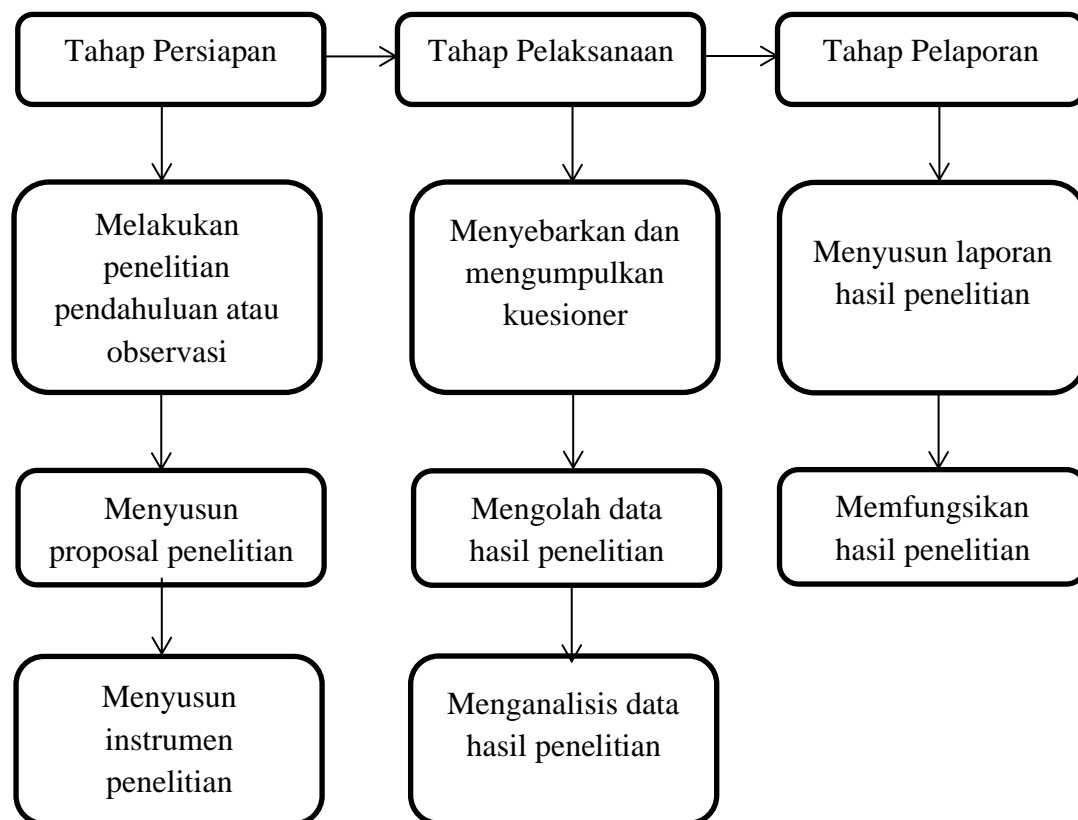 Tahap Persiapan
Tahap Pelaksanaan
Tahap Pelaporan
Melakukan
penelitian
pendahuluan atau
observasi
Menyebarkan dan
mengumpulkan
kuesioner
Menyusun laporan
hasil penelitian
Menyusun
proposal penelitian
Mengolah data
hasil penelitian
Memfungsikan
hasil penelitian
Menyusun
instrumen
penelitian
Menganalisis data
hasil penelitian